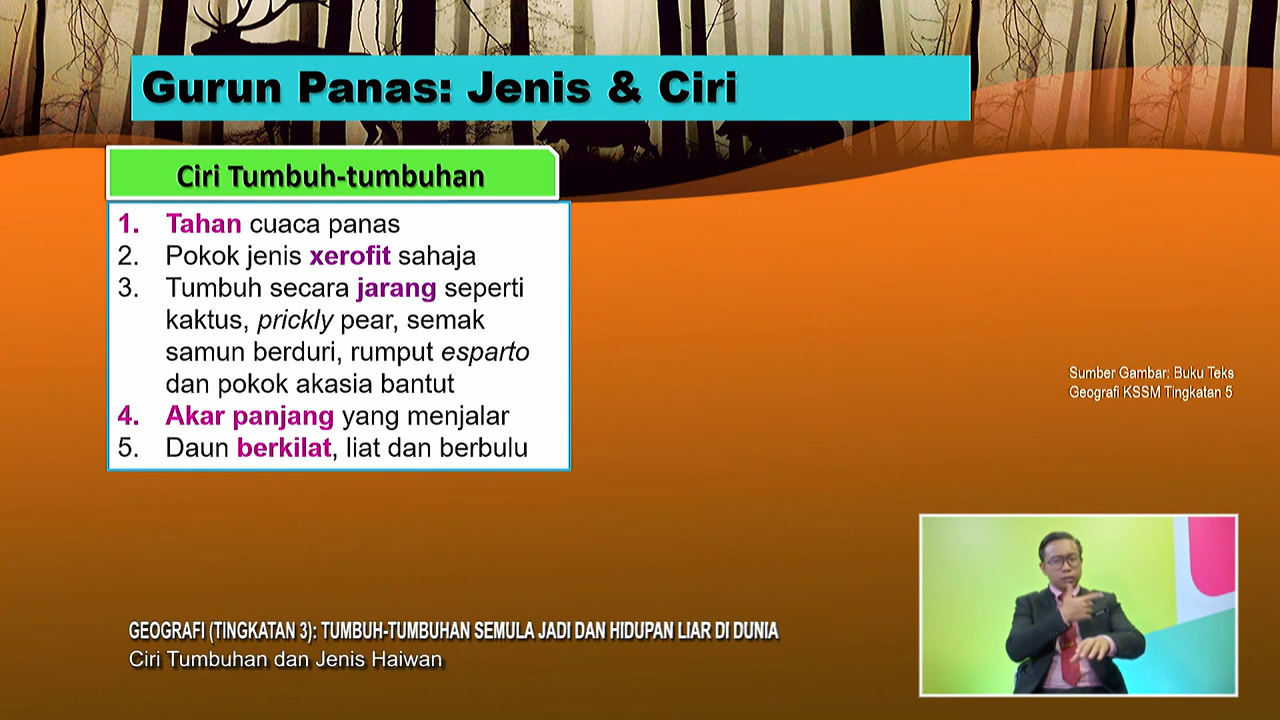 Gurun Panas: Jenis & Ciri
Ciri Tumbuh-tumbuhan
1. Tahan cuaca panas
2. Pokok jenis xerofit sahaja
3. Tumbuh secara jarang seperti
kaktus, prickly pear, semak
samun berduri, rumput esparto
dan pokok akasia bantut
4. Akar panjang yang menjalar
5. Daun berkilat, liat dan berbulu
Sumber Gambar: Buku Teks
Geografi KSSM Tingkatan 5
GEOGRAFI (TINGKATAN 3): TUMBUH-TUMBUHAN SEMULA JADI DAN HIDUPAN LIAR DI DUNIA
Ciri Tumbuhan dan Jenis Haiwan